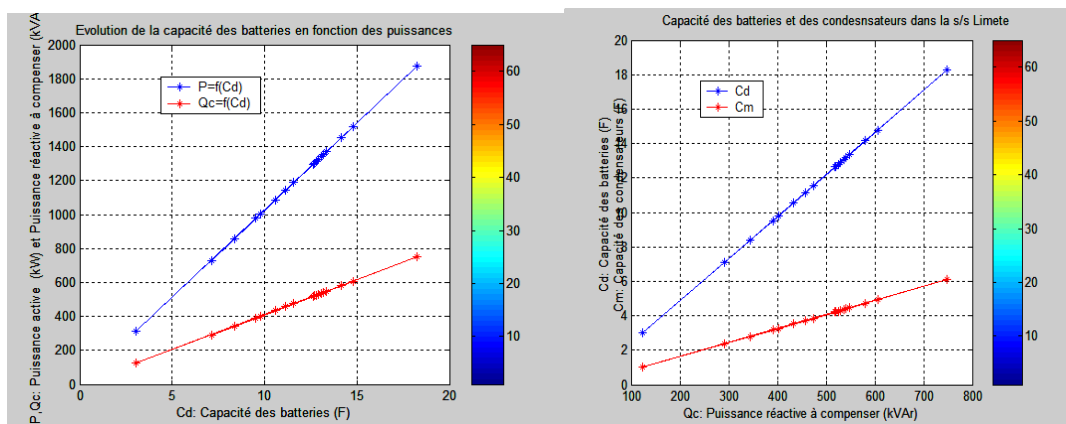 Evolution de la capacité des batteries en fonction des puissances
P,Qc: Puissance active (kW) et Puissance réactive à compenser (kVA
2000
1800
1600
1400
1200
1000
800
600
400
200
0
P=f(Cd)
Qc=f(Cd)
0 5 10 15 20
Cd: Capacité des batteries (F)
60
50
40
30
20
10
Capacité des batteries et des condesnsateurs dans la s/s Limete
Cd: Capacité des batteries (F)
Cm: Capacité des condensateurs (F)
20
18
16
14
12
10
8
6
4
2
0
Cd
Cm
100 200 300 400 500 600 700 800
Qc: Puissance réactive à compenser (kVAr)
60
50
40
30
20
10